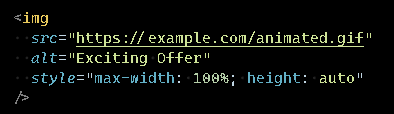 <img
src="https://example.com/animated.gif"
alt="Exciting Offer"
style="max-width: 100%; height: auto"
/>